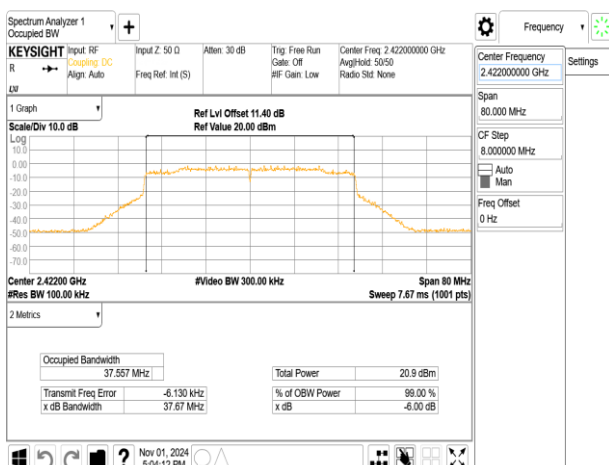 Spectrum Analyzer 1
Occupied BW
Frequency
KEYSIGHT
R
Input: RF
Coupling: DC
Align: Auto
Input Z: 50 Ω
Freq Ref: Int (S)
Atten: 30 dB
Trig: Free Run
Gate: Off
#IF Gain: Low
Center Freq: 2.422000000 GHz
Avg|Hold: 50/50
Radio Std: None
Center Frequency
2.422000000 GHz
Settings
Span
80.000 MHz
CF Step
8.000000 MHz
Auto
Man
Freq Offset
0 Hz
1 Graph
Scale/Div 10.0 dB
Ref Lvl Offset 11.40 dB
Ref Value 20.00 dBm
Log
10.0
0.00
-10.0
-20.0
-30.0
-40.0
-50.0
-60.0
-70.0
Center 2.42200 GHz
#Video BW 300.00 kHz
Span 80 MHz
#Res BW 100.00 kHz
Sweep 7.67 ms (1001 pts)
2 Metrics
Occupied Bandwidth
37.557 MHz
Total Power 20.9 dBm
Transmit Freq Error -6.130 kHz
% of OBW Power 99.00 %
x dB Bandwidth 37.67 MHz
x dB -6.00 dB
?
Nov 01, 2024